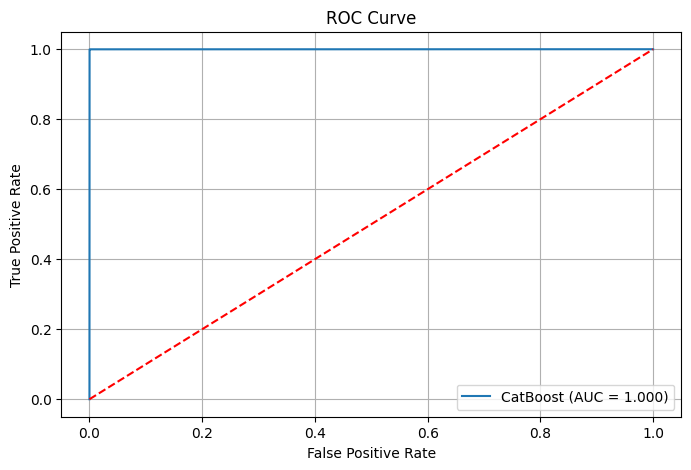 ROC Curve
1.0
0.8
0.6
0.4
0.2
0.0
True Positive Rate
CatBoost (AUC = 1.000)
0.0 0.2 0.4 0.6 0.8 1.0
False Positive Rate